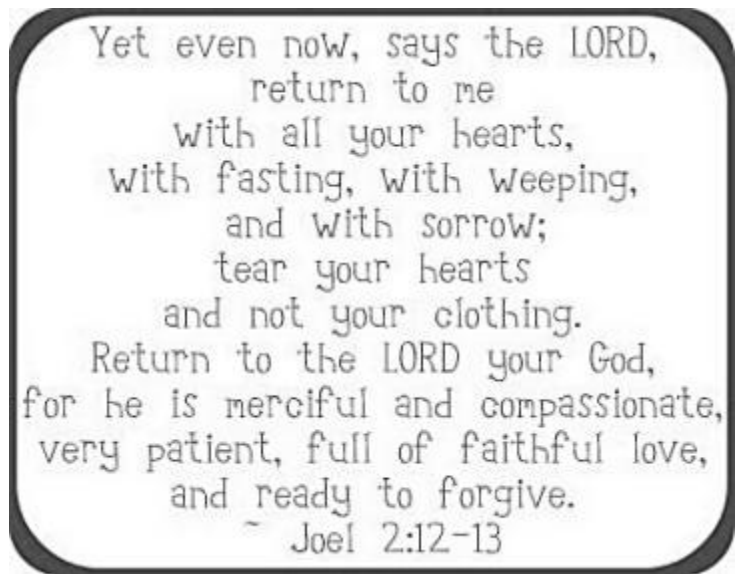 Yet even now, says the LORD,
return to me
with all your hearts,
with fasting, with weeping,
and with sorrow;
tear your hearts
and not your clothing.
Return to the LORD your God,
for he is merciful and compassionate,
very patient, full of faithful love,
and ready to forgive.
~ Joel 2:12-13